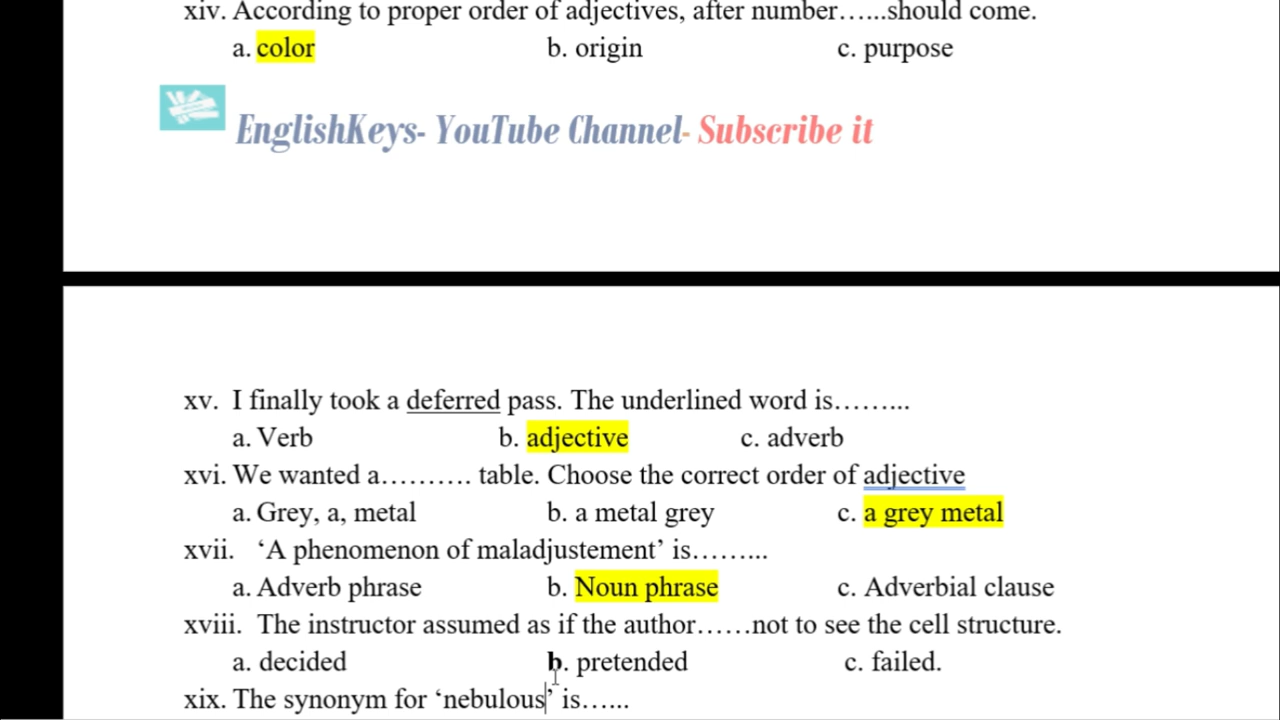 xiv. According to proper order of adjectives, after number…...should come.
a. color b. origin c. purpose
EnglishKeys- YouTube Channel- Subscribe it
xv. I finally took a deferred pass. The underlined word is………
a. Verb b. adjective c. adverb
xvi. We wanted a………. table. Choose the correct order of adjective
a. Grey, a, metal b. a metal grey c. a grey metal
xvii. ‘A phenomenon of maladjustement’ is………
a. Adverb phrase b. Noun phrase c. Adverbial clause
xviii. The instructor assumed as if the author……not to see the cell structure.
a. decided b. pretended c. failed.
xix. The synonym for ‘nebulous’ is…...